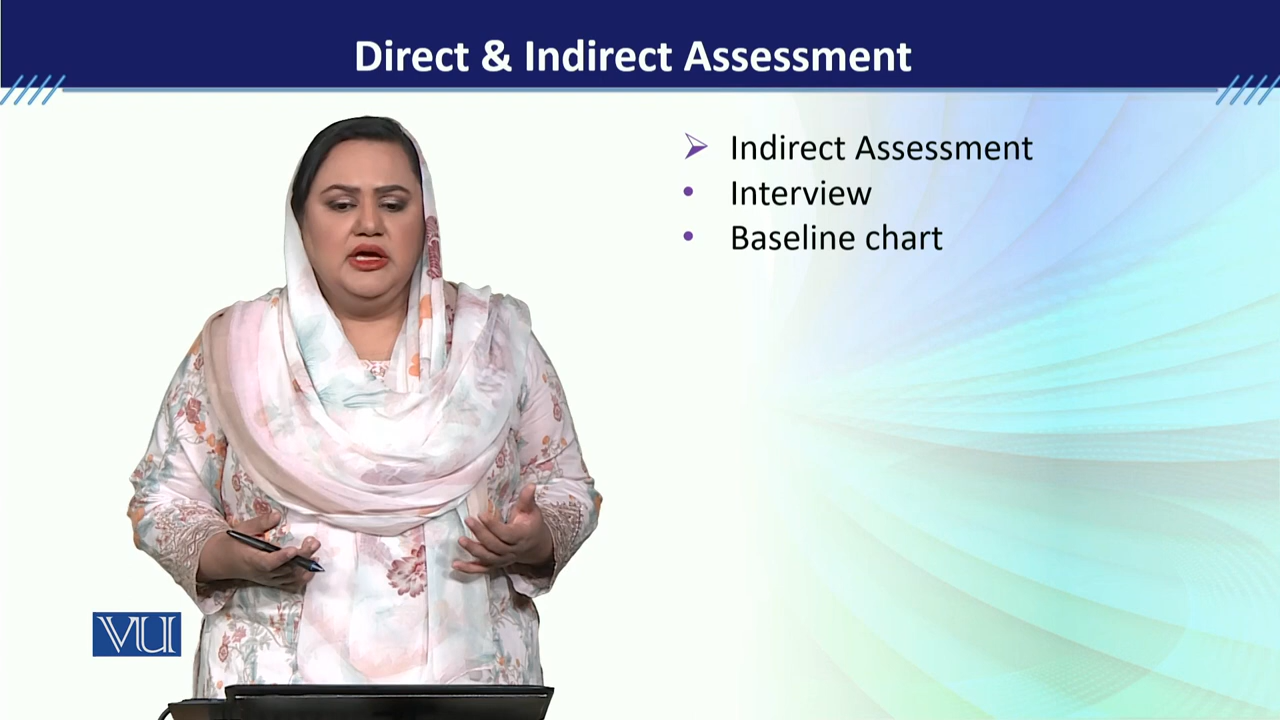 Direct & Indirect Assessment
➢ Indirect Assessment
• Interview
• Baseline chart
VU